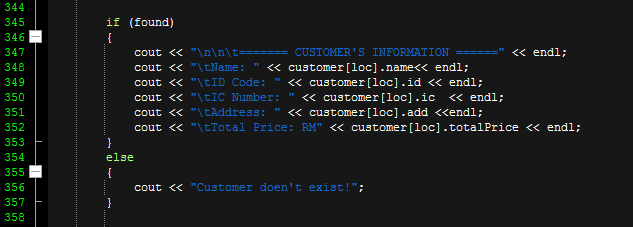 344
345 if (found)
346 {
347 cout << "\n\n\t======= CUSTOMER'S INFORMATION ======" << endl;
348 cout << "\tName: " << customer[loc].name<< endl;
349 cout << "\tID Code: " << customer[loc].id << endl;
350 cout << "\tIC Number: " << customer[loc].ic  << endl;
351 cout << "\tAddress: " << customer[loc].add <<endl;
352 cout << "\tTotal Price: RM" << customer[loc].totalPrice << endl;
353 }
354 else
355 {
356 cout << "Customer doen't exist!";
357 }
358